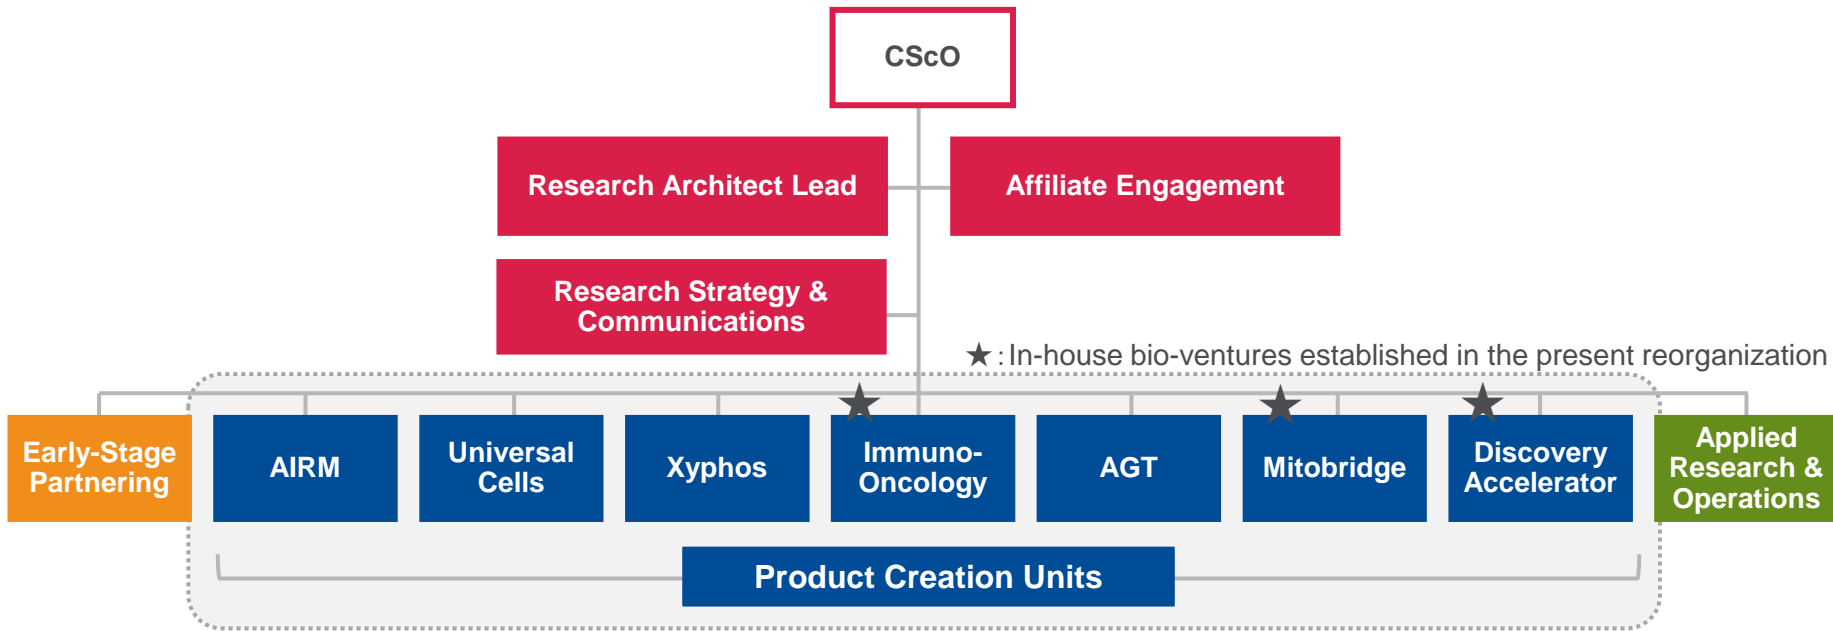 CScO
Research Architect Lead
Affiliate Engagement
Research Strategy &
Communications
★ : In-house bio-ventures established in the present reorganization
Early-Stage
Partnering
AIRM
Universal
Cells
Xyphos
Immuno-
Oncology
AGT
Mitobridge
Discovery
Accelerator
Applied
Research &
Operations
Product Creation Units